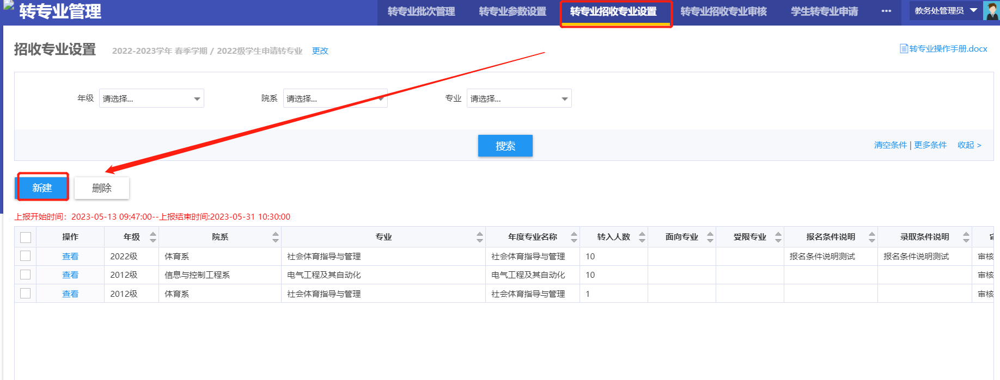 转专业管理
转专业批次管理 转专业参数设置 转专业招收专业设置 转专业招收专业审核 学生转专业申请 ··· 教务处管理员
招收专业设置 2022-2023学年 春季学期 / 2022级学生申请转专业 更改 转专业操作手册.docx
年级 请选择... 院系 请选择... 专业 请选择...
搜索 清空条件 | 更多条件 收起 >
新建 删除
上报开始时间：2023-05-13 09:47:00--上报结束时间:2023-05-31 10:30:00
操作 年级 院系 专业 年度专业名称 转入人数 面向专业 受限专业 报名条件说明 录取条件说明
查看 2022级 体育系 社会体育指导与管理 社会体育指导与管理 10 报名条件说明测试 报名条件说明测试 审核
查看 2012级 信息与控制工程系 电气工程及其自动化 电气工程及其自动化 10 审核
查看 2012级 体育系 社会体育指导与管理 社会体育指导与管理 1 审核